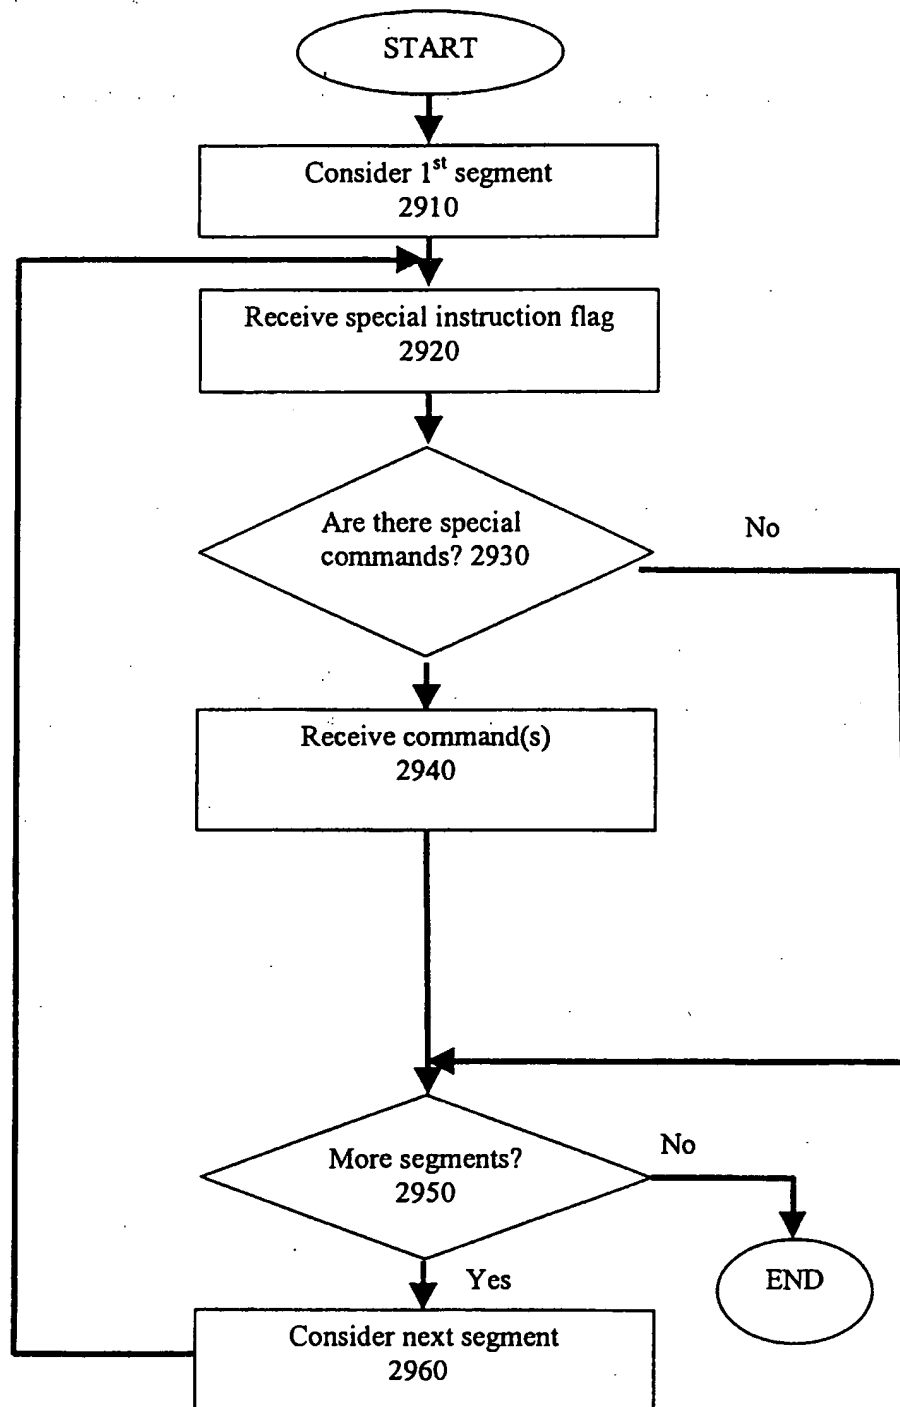 START
Consider 1st segment
2910
Receive special instruction flag
2920
Are there special
commands? 2930
No
Receive command(s)
2940
More segments?
2950
No
Yes
END
Consider next segment
2960